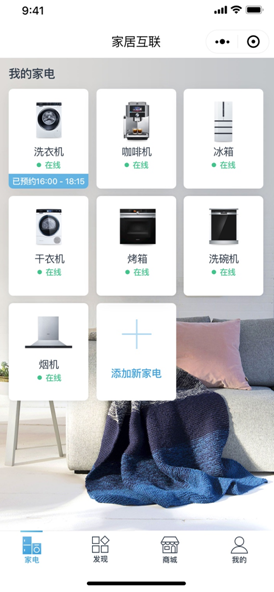 9:41
家居互联
我的家电
洗衣机
在线
已预约16:00 - 18:15
咖啡机
在线
冰箱
在线
干衣机
在线
烤箱
在线
洗碗机
在线
烟机
在线
添加新家电
家电
发现
商城
我的